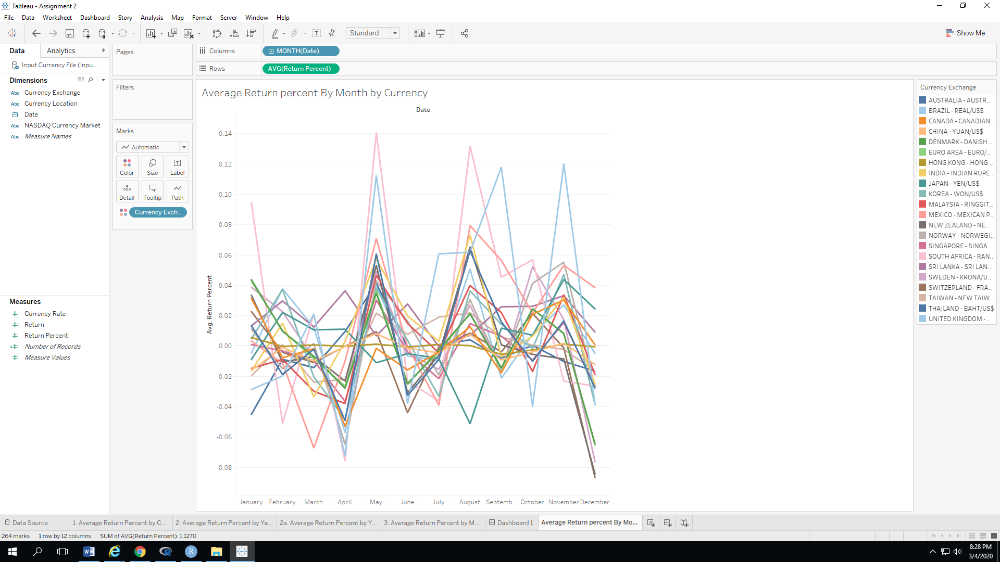 Tableau - Assignment 2
File Data Worksheet Dashboard Story Analysis Map Format Server Window Help
Standard
Show Me
Data Analytics
Input Currency File (Inpu...
Dimensions
Abc Currency Exchange
Abc Currency Location
Date
Abc NASDAQ Currency Market
Abc Measure Names
Measures
# Currency Rate
# Return
# Return Percent
=# Number of Records
# Measure Values
Pages
Filters
Marks
Automatic
Color Size Label
Detail Tooltip Path
Currency Exch..
Columns MONTH(Date)
Rows AVG(Return Percent)
Average Return percent By Month by Currency
Date
Avg. Return Percent
0.14
0.12
0.10
0.08
0.06
0.04
0.02
0.00
-0.02
-0.04
-0.06
-0.08
January February March April May June July August Septemb.. October November December
Currency Exchange
AUSTRALIA - AUSTR..
BRAZIL - REAL/US$
CANADA - CANADIAN..
CHINA - YUAN/US$
DENMARK - DANISH ..
EURO AREA - EURO/..
HONG KONG - HONG ..
INDIA - INDIAN RUPE..
JAPAN - YEN/US$
KOREA - WON/US$
MALAYSIA - RINGGIT..
MEXICO - MEXICAN P..
NEW ZEALAND - NE..
NORWAY - NORWEGI..
SINGAPORE - SINGA..
SOUTH AFRICA - RAN..
SRI LANKA - SRI LAN..
SWEDEN - KRONA/U..
SWITZERLAND - FRA..
TAIWAN - NEW TAIW..
THAILAND - BAHT/US$
UNITED KINGDOM - ..
Data Source 1. Average Return Percent by C... 2. Average Return Percent by Ye... 2a. Average Return Percent by Y... 3. Average Return Percent by M... Dashboard 1 Average Return percent By Mo...
264 marks 1 row by 12 columns SUM of AVG(Return Percent): 1.1270
8:28 PM
3/4/2020